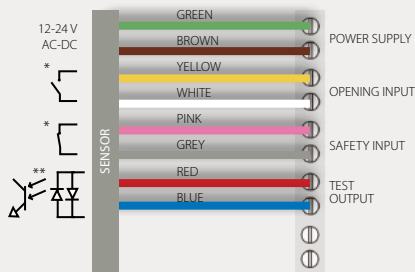 GREEN
12-24 V
AC-DC
POWER SUPPLY
BROWN
*
YELLOW
OPENING INPUT
WHITE
*
PINK
SAFETY INPUT
GREY
SENSOR
**
RED
TEST
OUTPUT
BLUE